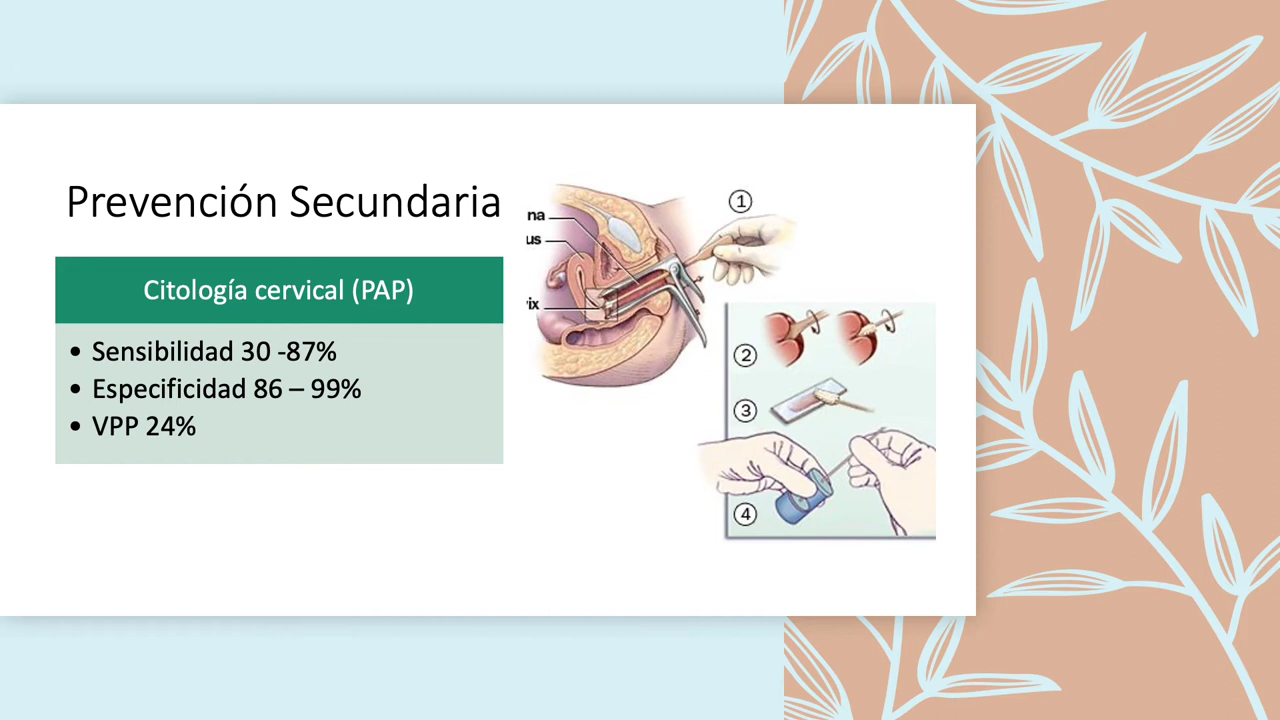 Prevención Secundaria
Citología cervical (PAP)
• Sensibilidad 30 -87%
• Especificidad 86 – 99%
• VPP 24%
na
us
ix
1
2
3
4